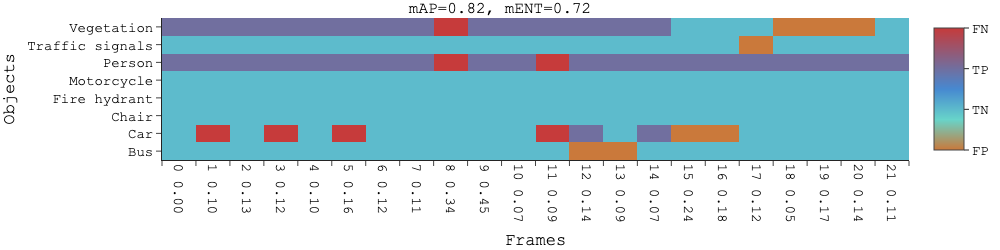 mAP=0.82, mENT=0.72
Objects
Vegetation
Traffic signals
Person
Motorcycle
Fire hydrant
Chair
Car
Bus
0 0.00
1 0.10
2 0.13
3 0.12
4 0.10
5 0.16
6 0.12
7 0.11
8 0.34
9 0.45
10 0.07
11 0.09
12 0.14
13 0.09
14 0.07
15 0.24
16 0.18
17 0.12
18 0.05
19 0.17
20 0.14
21 0.11
Frames
FN
TP
TN
FP